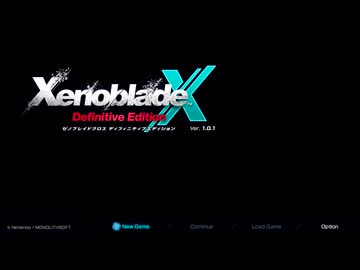 XenobladeX™
Definitive Edition
ゼノブレイドクロス ディフィニティブエディション Ver. 1.0.1
© Nintendo / MONOLITHSOFT New Game Continue Load Game Option